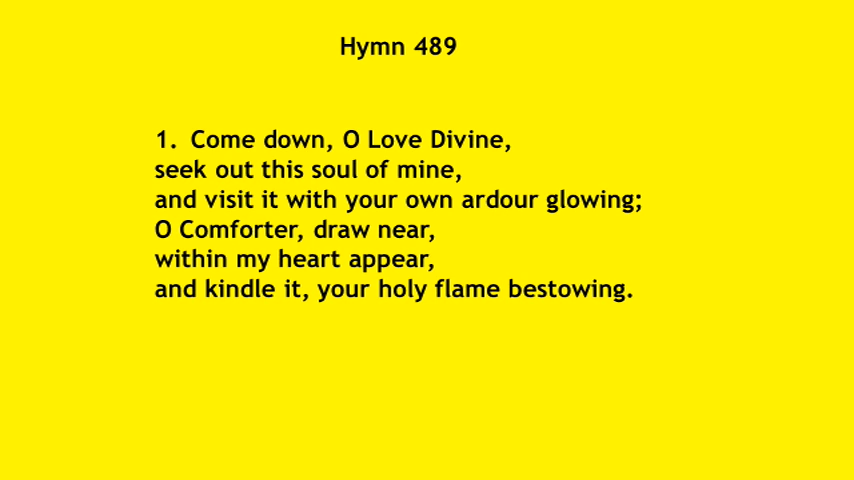 Hymn 489
1. Come down, O Love Divine,
seek out this soul of mine,
and visit it with your own ardour glowing;
O Comforter, draw near,
within my heart appear,
and kindle it, your holy flame bestowing.